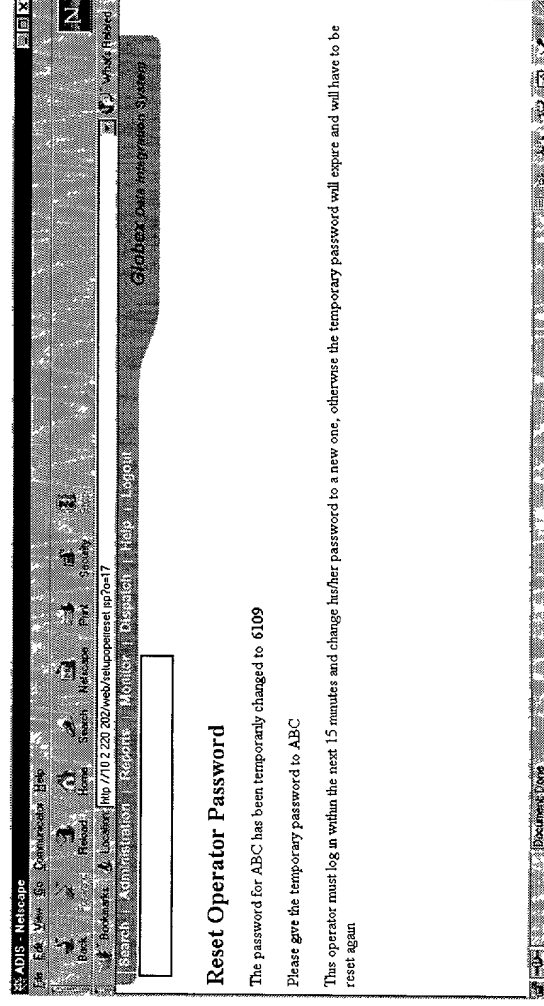 ADIS - Netscape
File Edit View Go Communicator Help
Back Reload Home Search Netscape Print Security
Bookmarks Location: http //10 2 220 202/web/setupoperreset jsp?o=17 What's Related
Search | Administration | Reports | Monitor | Dispatch | Help | Logout
Globex Data Integration System
Reset Operator Password
The password for ABC has been temporarily changed to 6109
Please give the temporary password to ABC
This operator must log in within the next 15 minutes and change his/her password to a new one, otherwise the temporary password will expire and will have to be
reset again
Document Done